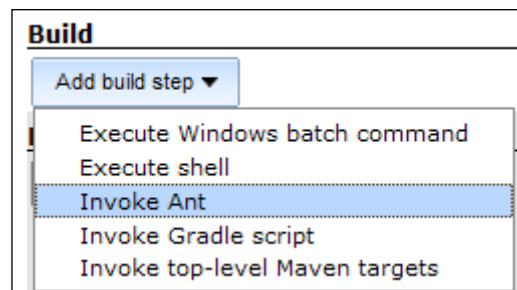 Build
Add build step ▼
Execute Windows batch command
Execute shell
Invoke Ant
Invoke Gradle script
Invoke top-level Maven targets